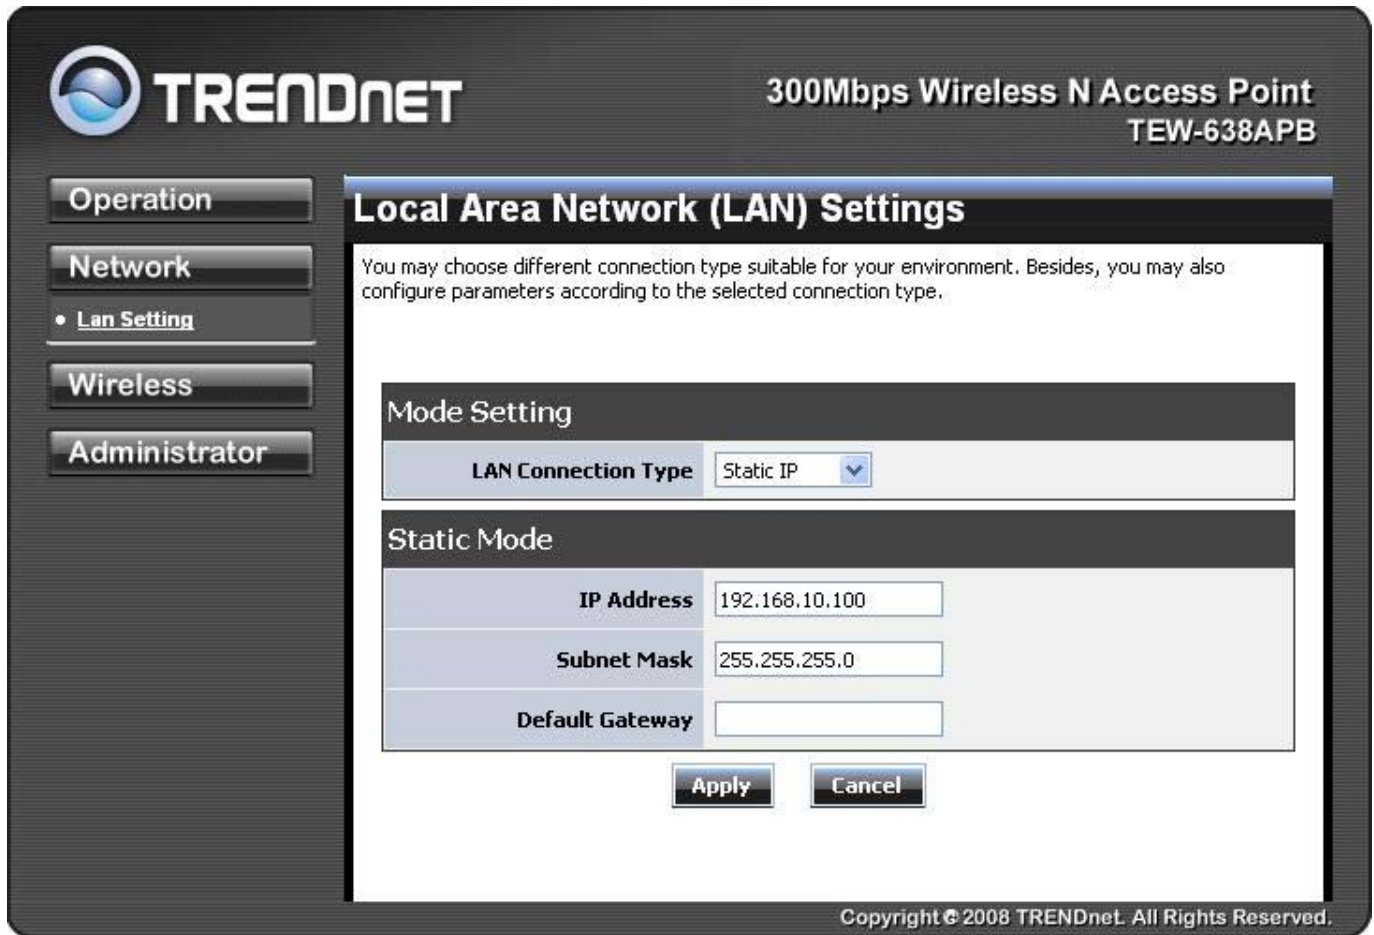 TRENDNET
300Mbps Wireless N Access Point
TEW-638APB
Operation
Network
• Lan Setting
Wireless
Administrator
Local Area Network (LAN) Settings
You may choose different connection type suitable for your environment. Besides, you may also
configure parameters according to the selected connection type.
Mode Setting
LAN Connection Type Static IP
Static Mode
IP Address 192.168.10.100
Subnet Mask 255.255.255.0
Default Gateway
Apply Cancel
Copyright © 2008 TRENDnet. All Rights Reserved.